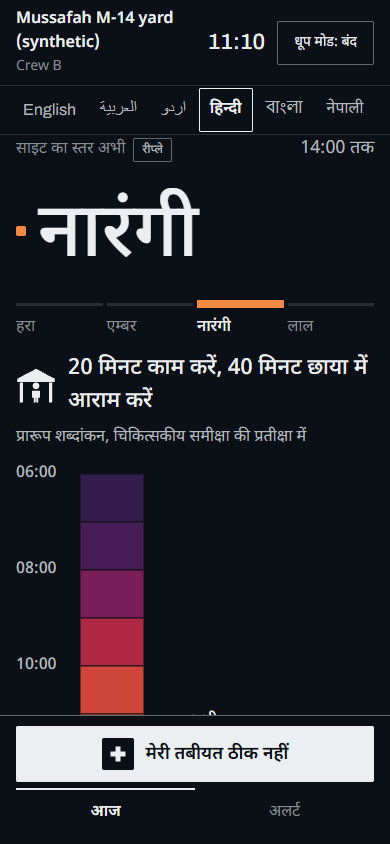 Mussafah M-14 yard
(synthetic)
Crew B
11:10
धूप मोड: बंद
English
العربية
اردو
हिन्दी
বাংলা
नेपाली
साइट का स्तर अभी
रीप्ले
14:00 तक
नारंगी
हरा
एम्बर
नारंगी
लाल
20 मिनट काम करें, 40 मिनट छाया में
आराम करें
प्रारूप शब्दांकन, चिकित्सकीय समीक्षा की प्रतीक्षा में
06:00
08:00
10:00
मेरी तबीयत ठीक नहीं
आज
अलर्ट